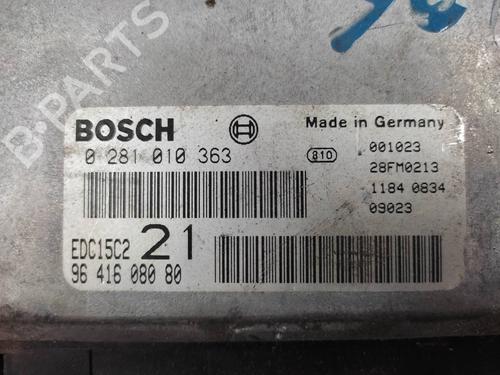 BOSCH
Made in Germany
0 281 010 363
810
001023
28FM0213
1184 0834
09023
EDC15C2 21
96 416 080 80
B-PARTS